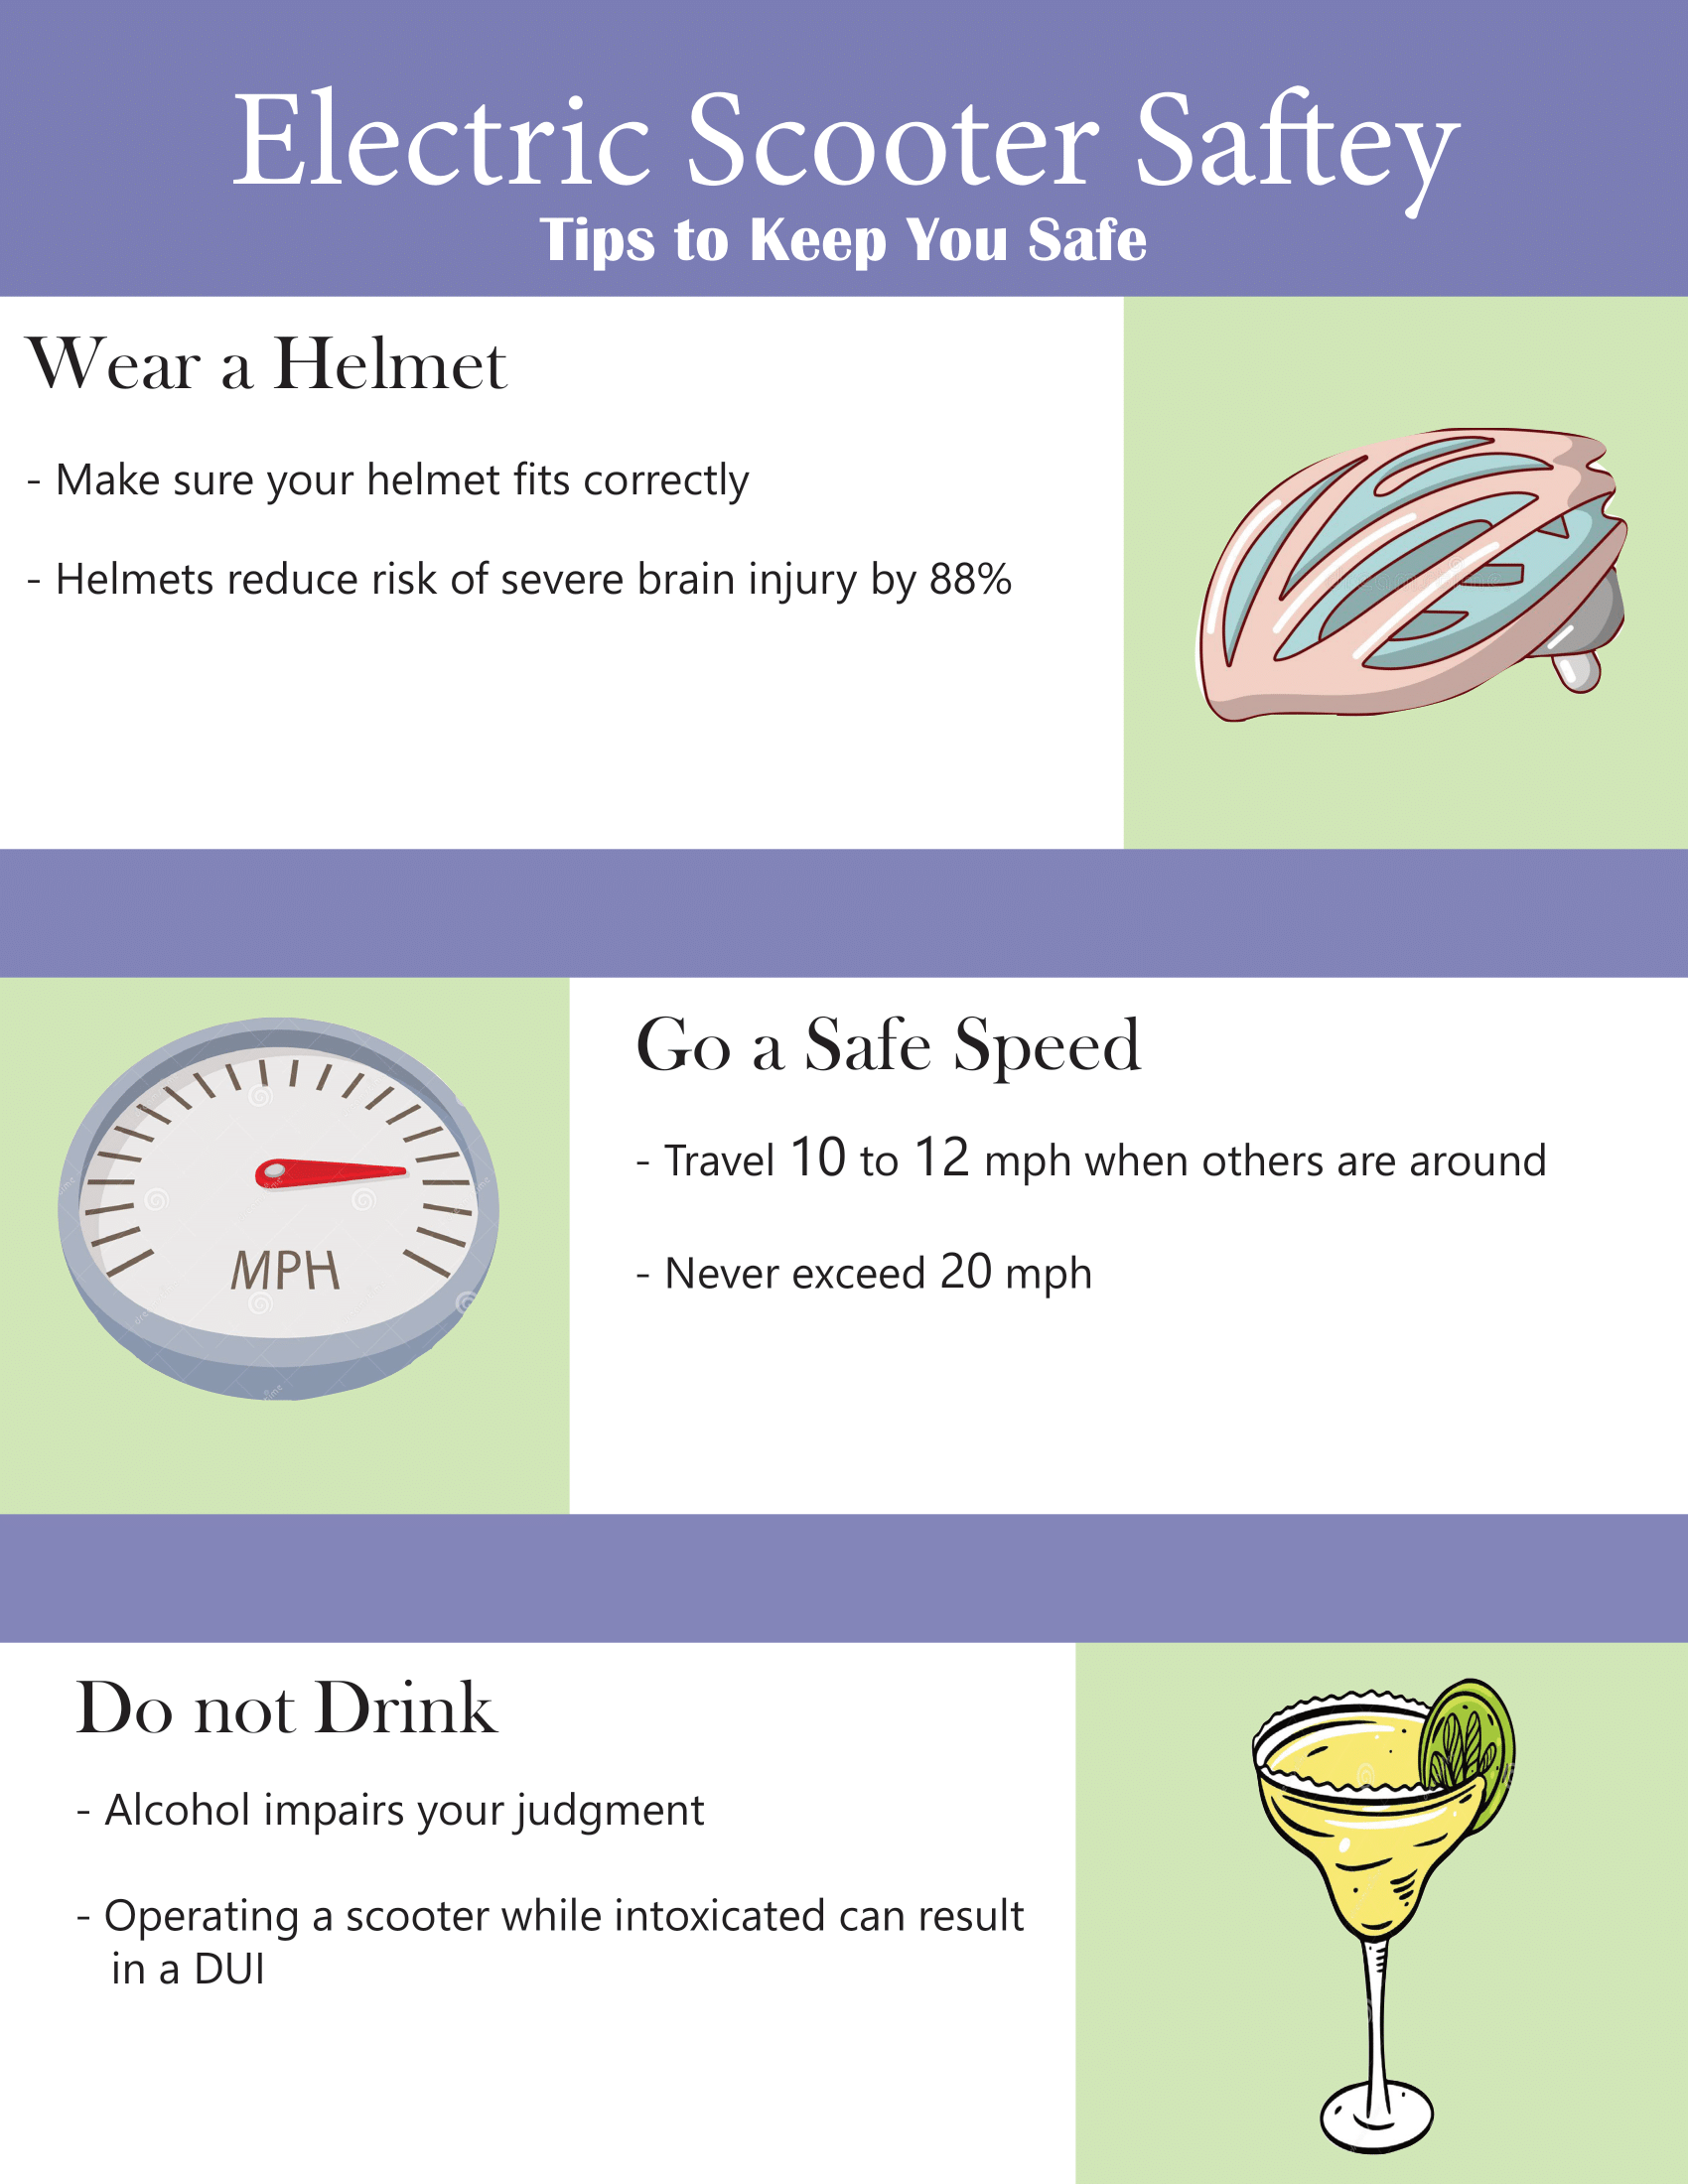 Electric Scooter Saftey
Tips to Keep You Safe
Wear a Helmet
- Make sure your helmet fits correctly
- Helmets reduce risk of severe brain injury by 88%
MPH
Go a Safe Speed
- Travel 10 to 12 mph when others are around
- Never exceed 20 mph
Do not Drink
- Alcohol impairs your judgment
- Operating a scooter while intoxicated can result
in a DUI